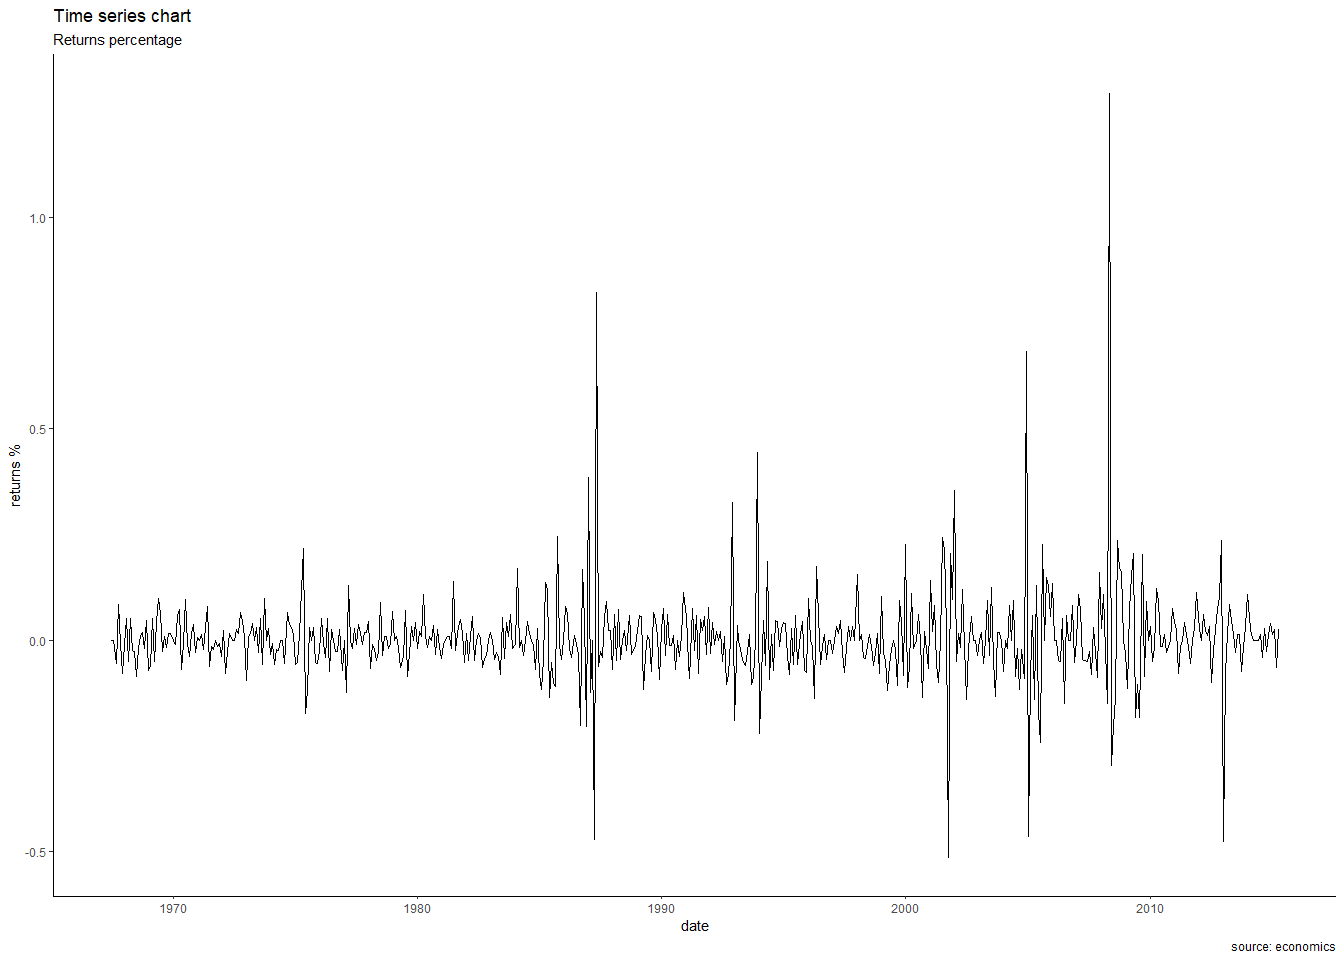 Time series chart
Returns percentage
returns %
1.0
0.5
0.0
-0.5
1970 1980 1990 2000 2010
date
source: economics